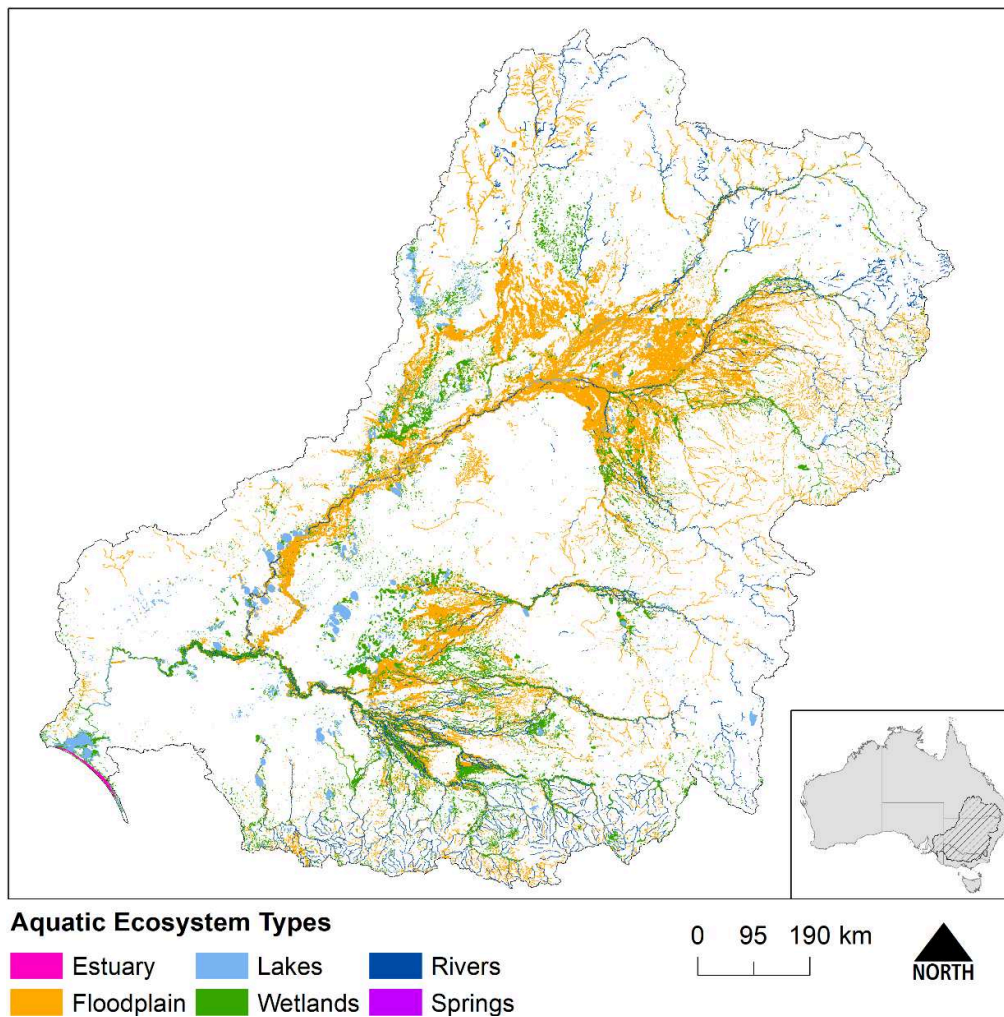 Aquatic Ecosystem Types
Estuary
Lakes
Rivers
Floodplain
Wetlands
Springs
0 95 190 km
NORTH